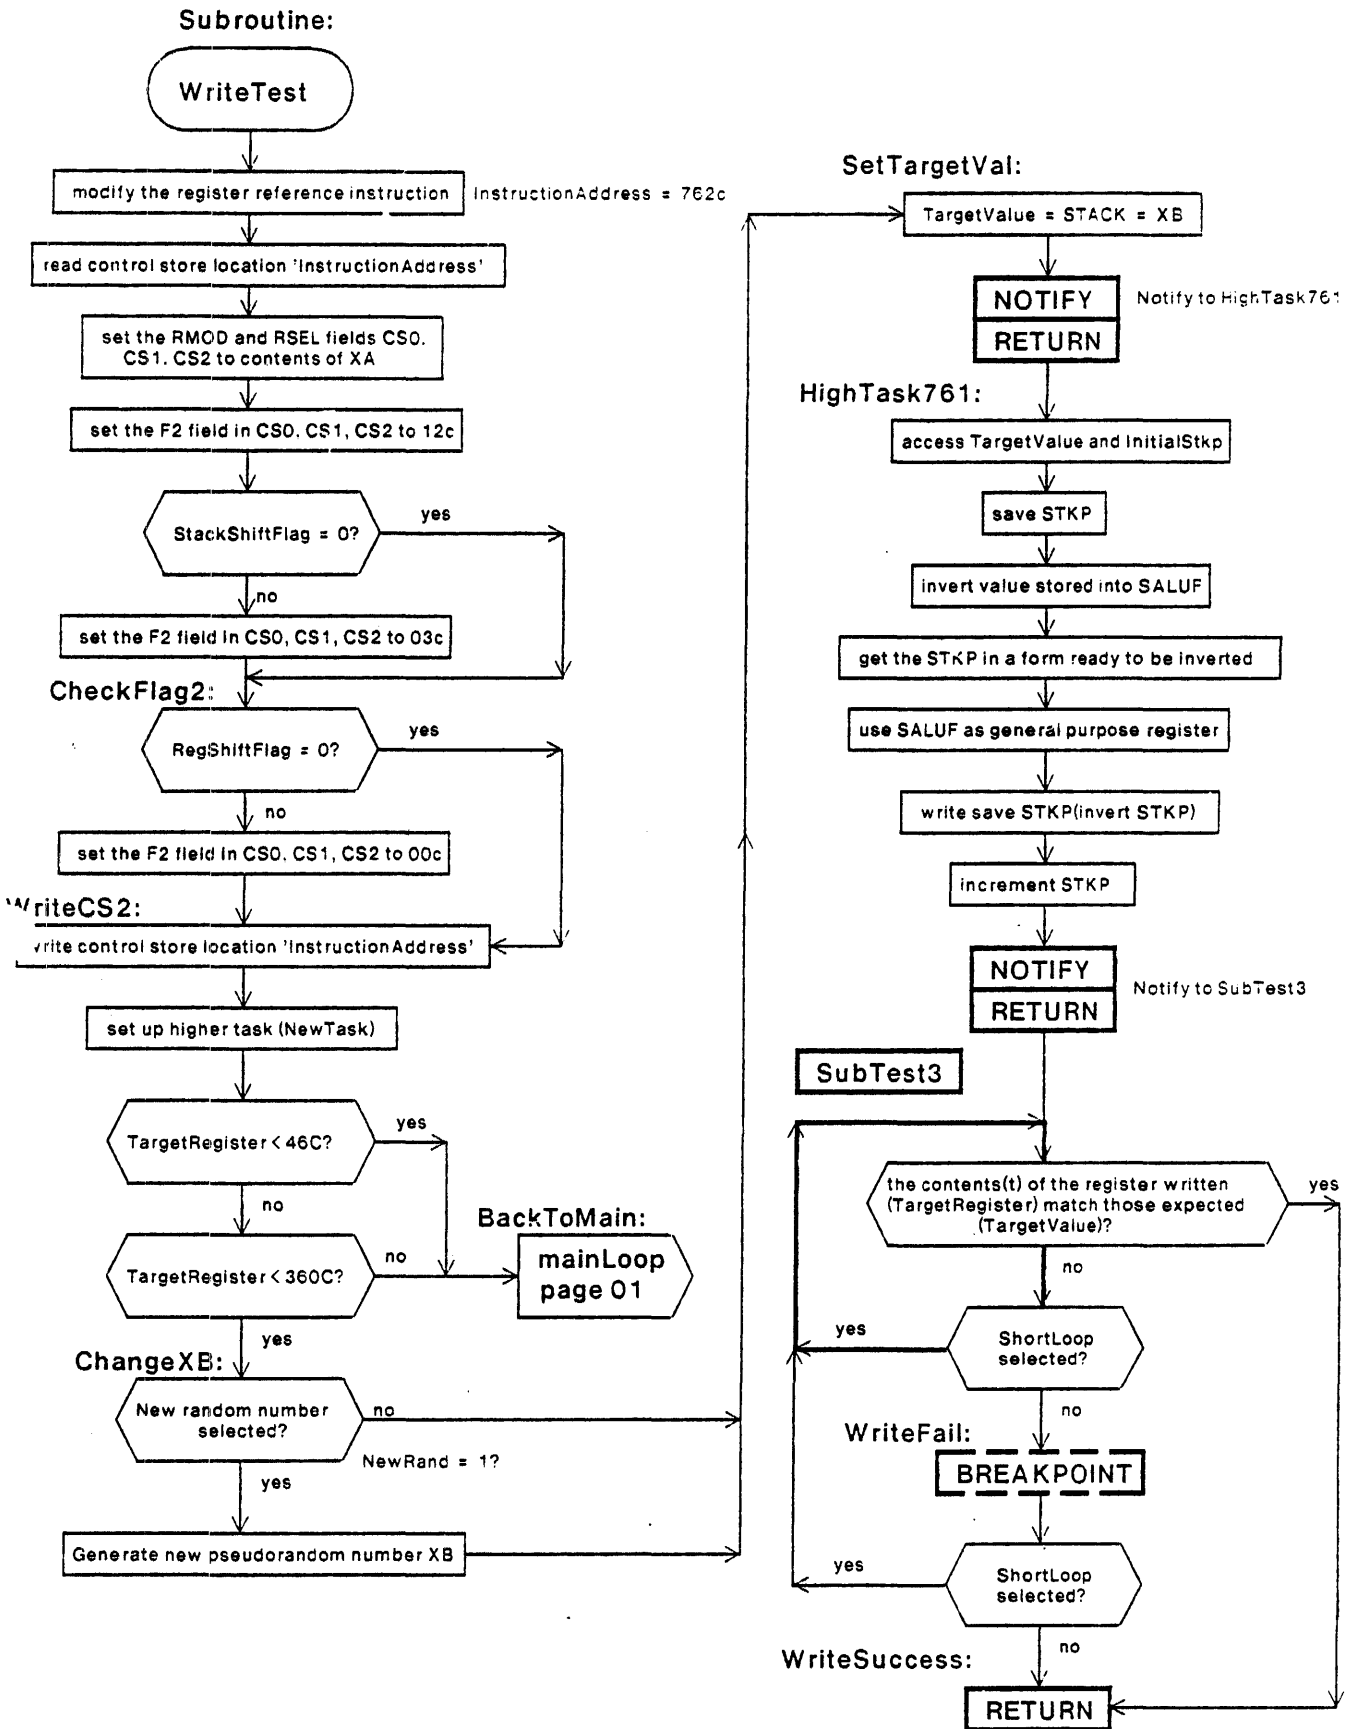 Subroutine:
WriteTest
modify the register reference instruction
InstructionAddress = 762c
read control store location 'InstructionAddress'
set the RMOD and RSEL fields CS0.
CS1. CS2 to contents of XA
set the F2 field in CS0. CS1, CS2 to 12c
StackShiftFlag = 0?
yes
no
set the F2 field in CS0, CS1, CS2 to 03c
CheckFlag2:
RegShiftFlag = 0?
yes
no
set the F2 field in CS0. CS1, CS2 to 00c
WriteCS2:
write control store location 'InstructionAddress'
set up higher task (NewTask)
TargetRegister < 46C?
yes
no
TargetRegister < 360C?
no
yes
BackToMain:
mainLoop
page 01
ChangeXB:
New random number
selected?
no
NewRand = 1?
yes
Generate new pseudorandom number XB
SetTargetVal:
TargetValue = STACK = XB
NOTIFY
RETURN
Notify to HighTask761
HighTask761:
access TargetValue and InitialStkp
save STKP
invert value stored into SALUF
get the STKP in a form ready to be inverted
use SALUF as general purpose register
write save STKP(invert STKP)
increment STKP
NOTIFY
RETURN
Notify to SubTest3
SubTest3
the contents(t) of the register written
(TargetRegister) match those expected
(TargetValue)?
yes
no
ShortLoop
selected?
yes
no
WriteFail:
BREAKPOINT
ShortLoop
selected?
yes
no
WriteSuccess:
RETURN